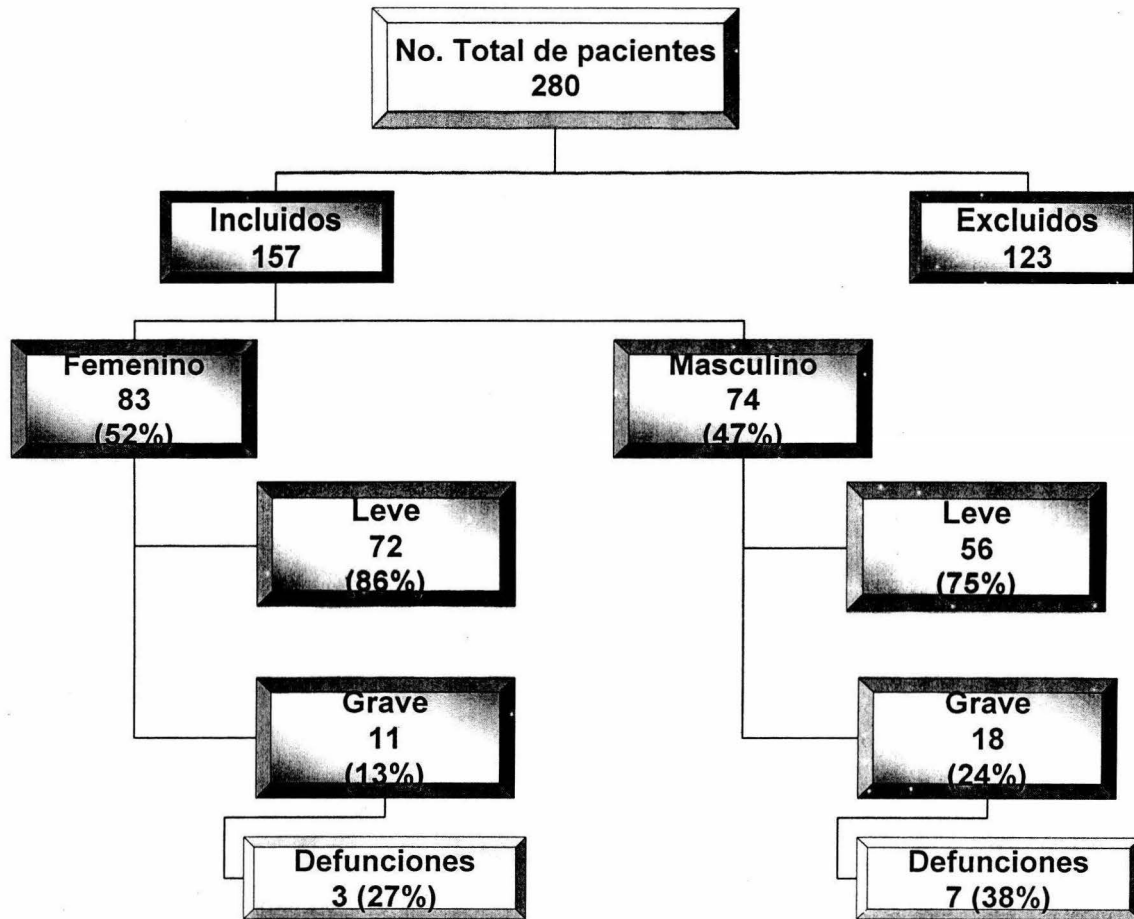 No. Total de pacientes
280
Incluidos
157
Excluidos
123
Femenino
83
(52%)
Masculino
74
(47%)
Leve
72
(86%)
Leve
56
(75%)
Grave
11
(13%)
Grave
18
(24%)
Defunciones
3 (27%)
Defunciones
7 (38%)